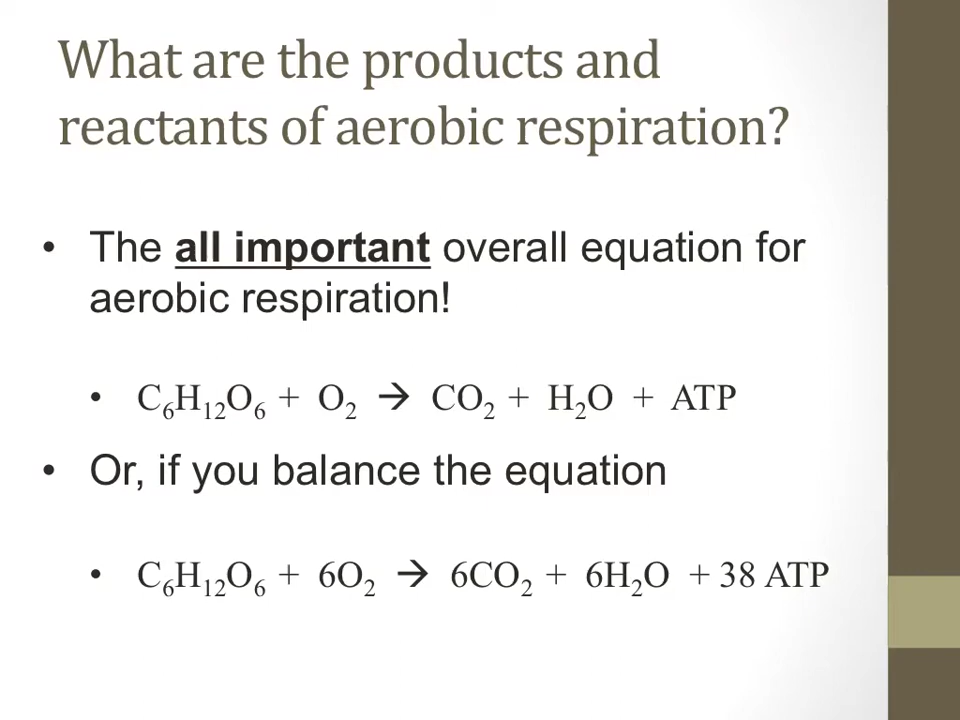 What are the products and
reactants of aerobic respiration?
• The all important overall equation for
aerobic respiration!
• C₆H₁₂O₆ + O₂ → CO₂ + H₂O + ATP
• Or, if you balance the equation
• C₆H₁₂O₆ + 6O₂ → 6CO₂ + 6H₂O + 38 ATP